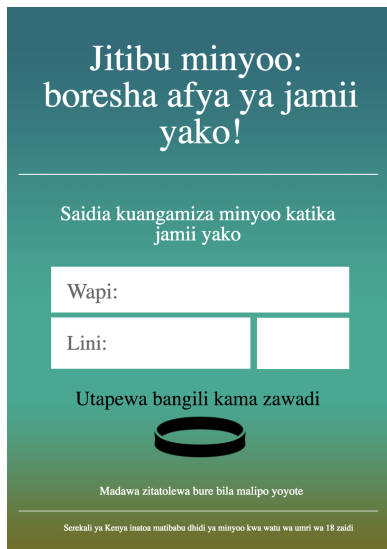 Jitibu minyoo:
boresha afya ya jamii
yako!
Saidia kuangamiza minyoo katika
jamii yako
Wapi:
Lini:
Utapewa bangili kama zawadi
Madawa zitatolewa bure bila malipo yoyote
Serekali ya Kenya inatoa matibabu dhidi ya minyoo kwa watu wa umri wa 18 zaidi